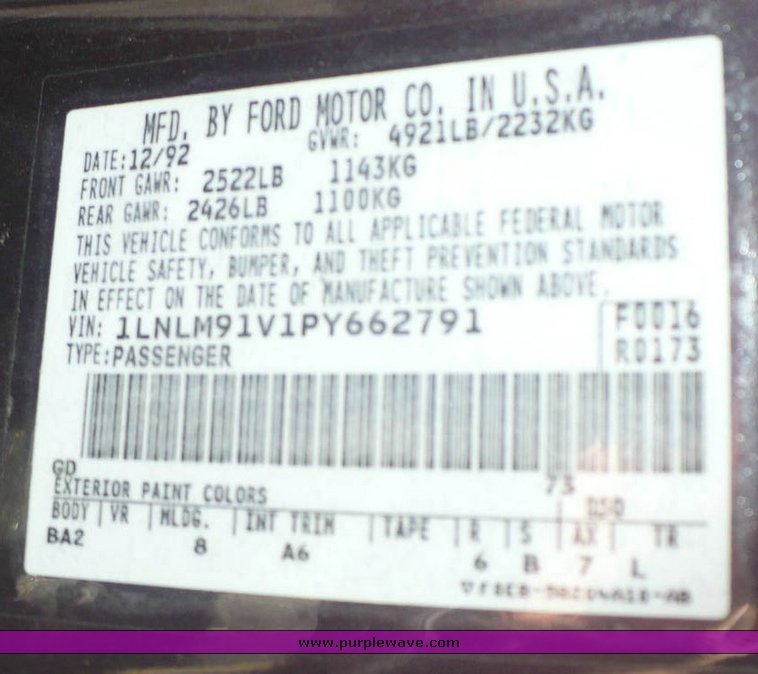 MFD. BY FORD MOTOR CO. IN U.S.A.
DATE:12/92 GVWR: 4921LB/2232KG
FRONT GAWR: 2522LB 1143KG
REAR GAWR: 2426LB 1100KG
THIS VEHICLE CONFORMS TO ALL APPLICABLE FEDERAL MOTOR
VEHICLE SAFETY, BUMPER, AND THEFT PREVENTION STANDARDS
IN EFFECT ON THE DATE OF MANUFACTURE SHOWN ABOVE.
VIN: 1LNLM91V1PY662791 F0016
TYPE:PASSENGER R0173
GD
EXTERIOR PAINT COLORS 73 DSO
BODY VR MLDG. INT TRIM TAPE R S AX TR
BA2 8 A6 6 B 7 L
www.purplewave.com